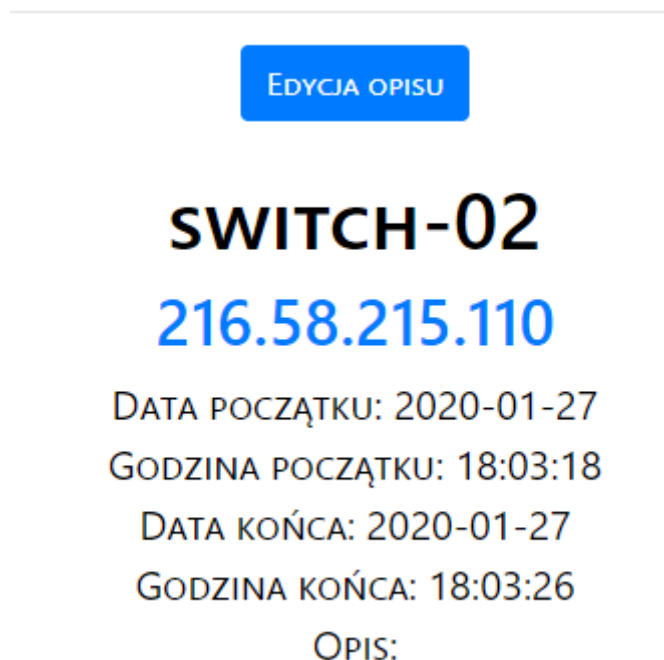 Edycja opisu
switch-02
216.58.215.110
Data początku: 2020-01-27
Godzina początku: 18:03:18
Data końca: 2020-01-27
Godzina końca: 18:03:26
Opis: